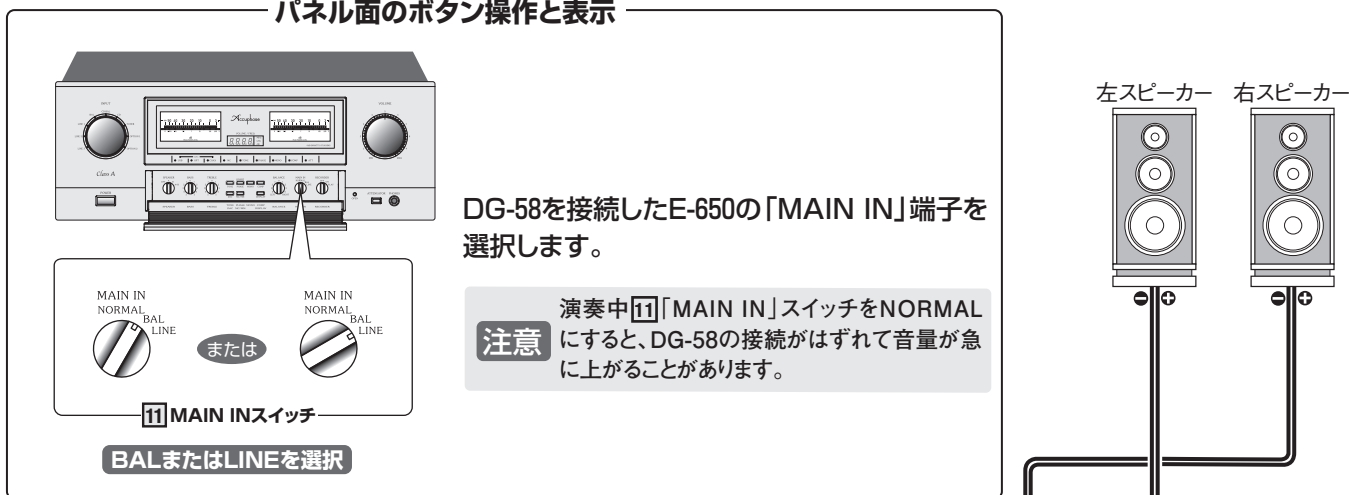 パネル面のボタン操作と表示
左スピーカー 右スピーカー
INPUT
VOLUME
Accuphase
Class A
POWER
DG-58を接続したE-650の「MAIN IN」端子を
選択します。
MAIN IN
NORMAL
BAL
LINE
または
MAIN IN
NORMAL
BAL
LINE
11 MAIN INスイッチ
BALまたはLINEを選択
注意
演奏中11「MAIN IN」スイッチをNORMAL
にすると、DG-58の接続がはずれて音量が急
に上がることがあります。